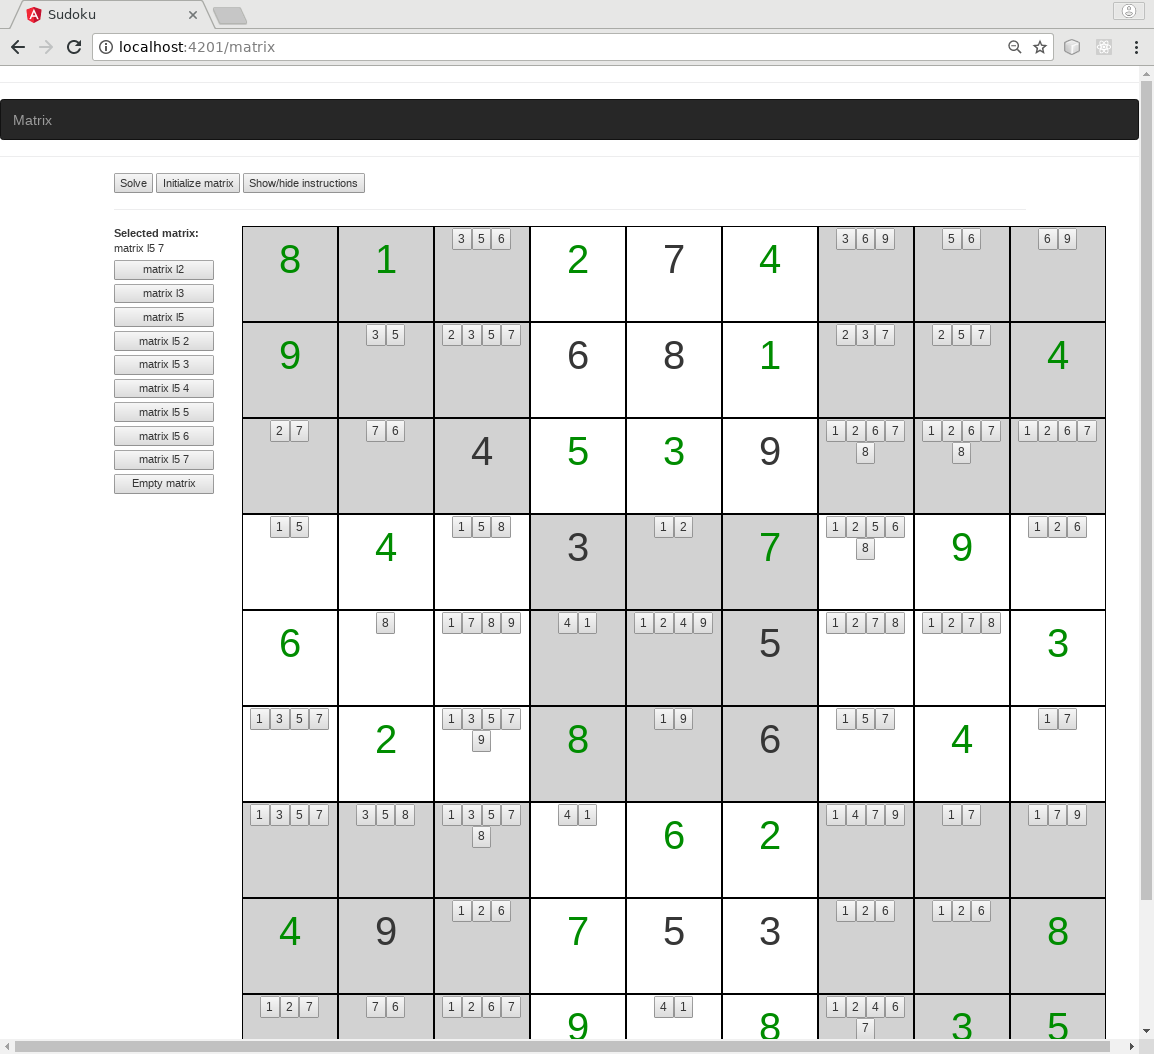 Sudoku
localhost:4201/matrix
Matrix
Solve Initialize matrix Show/hide instructions
Selected matrix:
matrix l5 7
matrix l2
matrix l3
matrix l5
matrix l5 2
matrix l5 3
matrix l5 4
matrix l5 5
matrix l5 6
matrix l5 7
Empty matrix
3 5 6 3 6 9 5 6 6 9
8 1 2 7 4
3 5 2 3 5 7 2 3 7 2 5 7
9 6 8 1 4
2 7 7 6 1 2 6 7 1 2 6 7 1 2 6 7
4 5 3 9 8 8
1 5 1 5 8 1 2 1 2 5 6 1 2 6
4 3 7 8 9
8 1 7 8 9 4 1 1 2 4 9 1 2 7 8 1 2 7 8
6 5 3
1 3 5 7 1 3 5 7 1 9 1 5 7 1 7
2 9 8 6 4
1 3 5 7 3 5 8 1 3 5 7 4 1 1 4 7 9 1 7 1 7 9
8 6 2
1 2 6 1 2 6 1 2 6
4 9 7 5 3 8
1 2 7 7 6 1 2 6 7 4 1 1 2 4 6
9 8 7 3 5